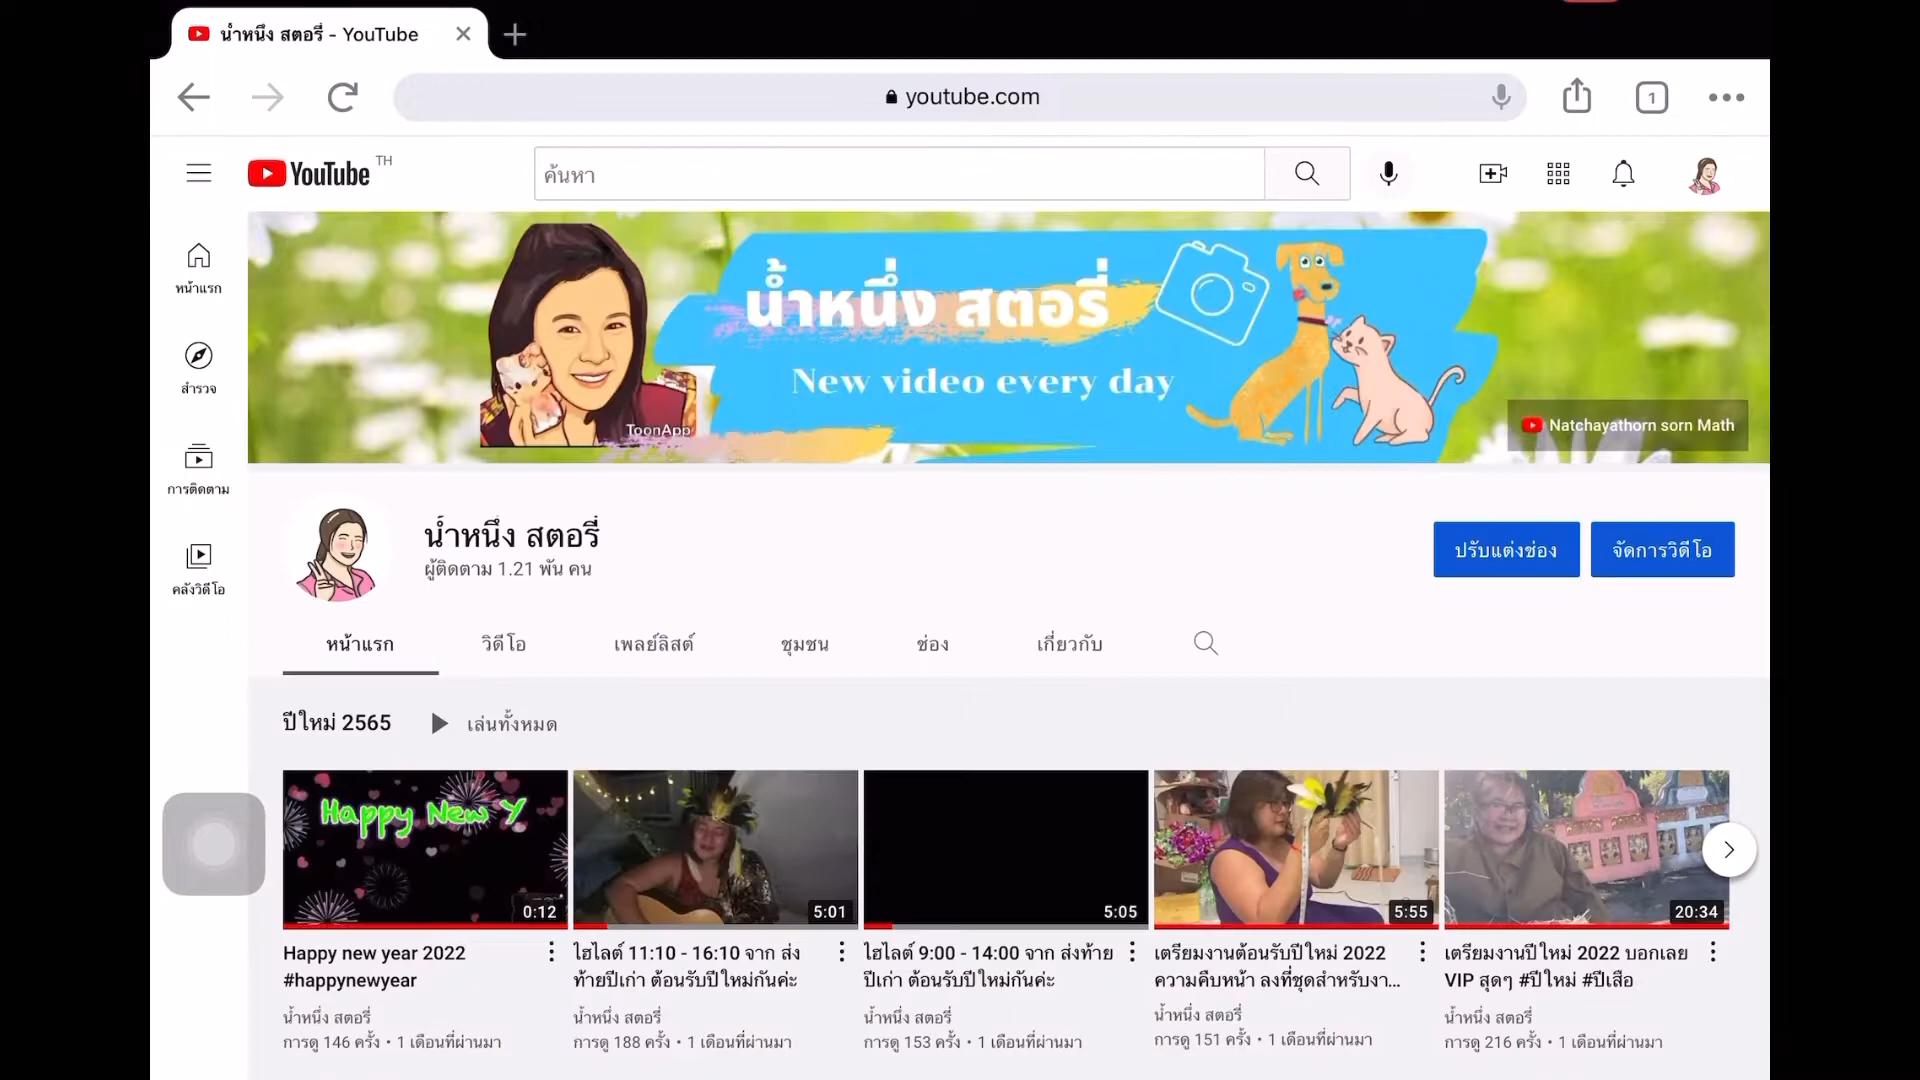 น้ำหนึ่ง สตอรี่ - YouTube
youtube.com
1
YouTube TH
ค้นหา
หน้าแรก
สำรวจ
การติดตาม
คลังวิดีโอ
น้ำหนึ่ง สตอรี่
New video every day
ToonApp
Natchayathorn sorn Math
น้ำหนึ่ง สตอรี่
ผู้ติดตาม 1.21 พัน คน
ปรับแต่งช่อง
จัดการวิดีโอ
หน้าแรก วิดีโอ เพลย์ลิสต์ ชุมชน ช่อง เกี่ยวกับ
ปีใหม่ 2565 เล่นทั้งหมด
Happy New Y
0:12
5:01
5:05
5:55
20:34
Happy new year 2022
#happynewyear
น้ำหนึ่ง สตอรี่
การดู 146 ครั้ง • 1 เดือนที่ผ่านมา
ไฮไลต์ 11:10 - 16:10 จาก ส่ง
ท้ายปีเก่า ต้อนรับปีใหม่กันค่ะ
น้ำหนึ่ง สตอรี่
การดู 188 ครั้ง • 1 เดือนที่ผ่านมา
ไฮไลต์ 9:00 - 14:00 จาก ส่งท้าย
ปีเก่า ต้อนรับปีใหม่กันค่ะ
น้ำหนึ่ง สตอรี่
การดู 153 ครั้ง • 1 เดือนที่ผ่านมา
เตรียมงานต้อนรับปีใหม่ 2022
ความคืบหน้า ลงที่ชุดสำหรับงา...
น้ำหนึ่ง สตอรี่
การดู 151 ครั้ง • 1 เดือนที่ผ่านมา
เตรียมงานปีใหม่ 2022 บอกเลย
VIP สุดๆ #ปีใหม่ #ปีเสือ
น้ำหนึ่ง สตอรี่
การดู 216 ครั้ง • 1 เดือนที่ผ่านมา